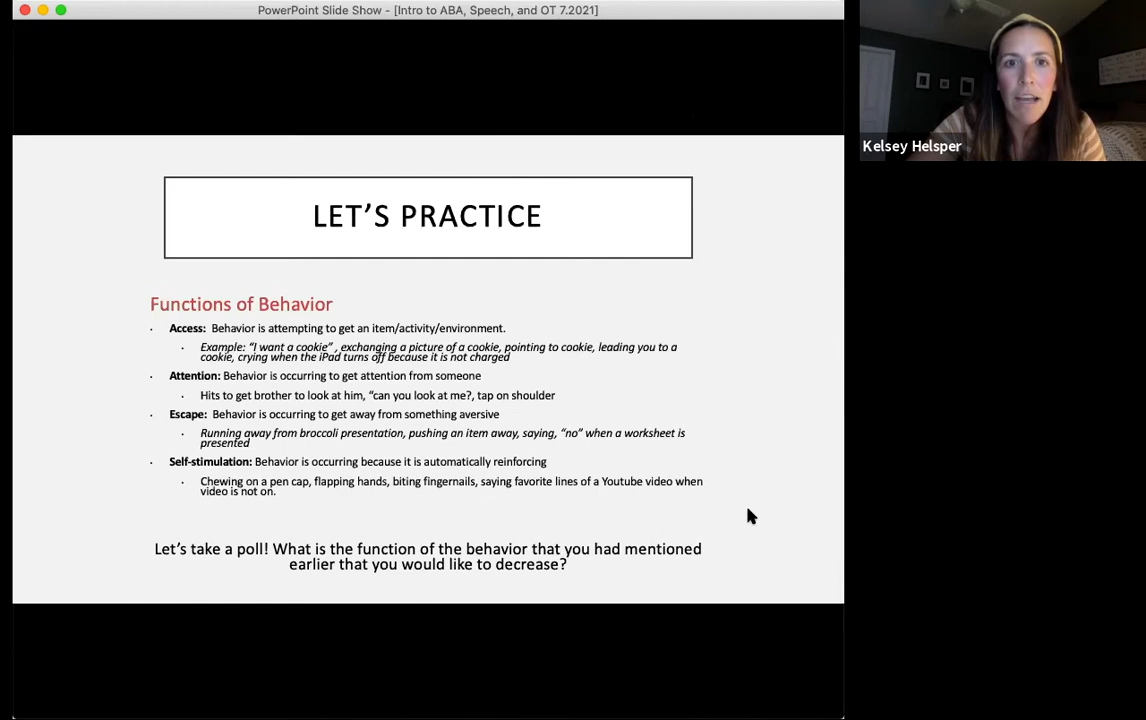 PowerPoint Slide Show - [Intro to ABA, Speech, and OT 7.2021]
Kelsey Helsper
LET’S PRACTICE
Functions of Behavior
· Access: Behavior is attempting to get an item/activity/environment.
· Example: “I want a cookie” , exchanging a picture of a cookie, pointing to cookie, leading you to a
cookie, crying when the iPad turns off because it is not charged
· Attention: Behavior is occurring to get attention from someone
· Hits to get brother to look at him, “can you look at me?, tap on shoulder
· Escape: Behavior is occurring to get away from something aversive
· Running away from broccoli presentation, pushing an item away, saying, “no” when a worksheet is
presented
· Self-stimulation: Behavior is occurring because it is automatically reinforcing
· Chewing on a pen cap, flapping hands, biting fingernails, saying favorite lines of a Youtube video when
video is not on.
Let’s take a poll! What is the function of the behavior that you had mentioned
earlier that you would like to decrease?